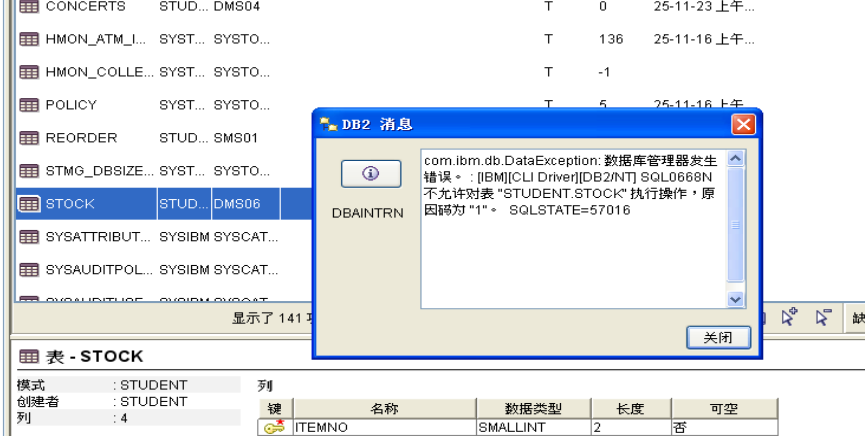 CONCERTS STUD... DMS04 T 0 25-11-23 上午...
HMON_ATM_I... SYST... SYSTO... T 136 25-11-16 上午...
HMON_COLLE... SYST... SYSTO... T -1
POLICY SYST... SYSTO... T 5 25-11-16 上午...
REORDER STUD... SMS01
STMG_DBSIZE... SYST... SYSTO...
STOCK STUD... DMS06
SYSATTRIBUT... SYSIBM SYSCAT...
SYSAUDITPOL... SYSIBM SYSCAT...
DB2 消息
DBAINTRN
com.ibm.db.DataException: 数据库管理器发生
错误。: [IBM][CLI Driver][DB2/NT] SQL0668N
不允许对表 "STUDENT.STOCK" 执行操作，原
因码为 "1"。 SQLSTATE=57016
关闭
显示了 141
缺
表 - STOCK
模式 : STUDENT
创建者 : STUDENT
列 : 4
列
键 名称 数据类型 长度 可空
ITEMNO SMALLINT 2 否